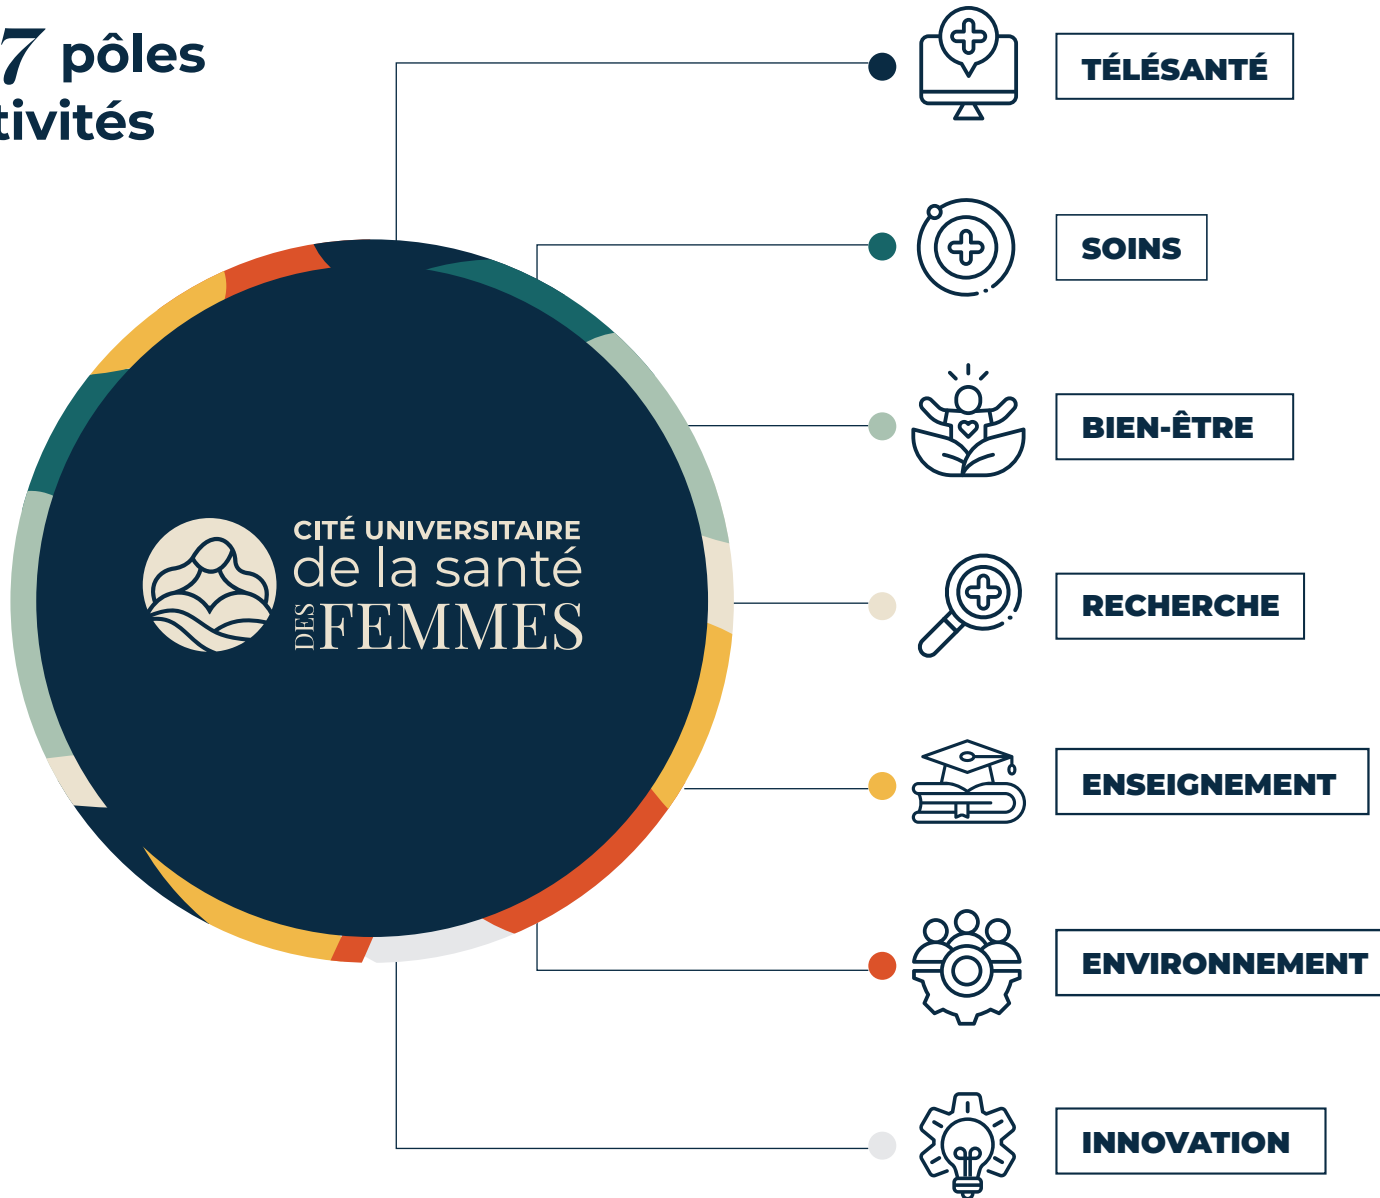 7 pôles
tivités
TÉLÉSANTÉ
SOINS
BIEN-ÊTRE
RECHERCHE
ENSEIGNEMENT
ENVIRONNEMENT
INNOVATION
CITÉ UNIVERSITAIRE
de la santé
DES FEMMES